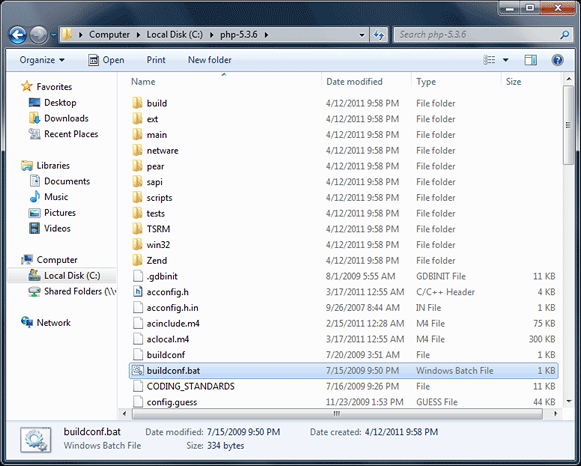 Computer Local Disk (C:) php-5.3.6 Search php-5.3.6
Organize Open Print New folder
Name Date modified Type Size
Favorites
Desktop
Downloads
Recent Places
Libraries
Documents
Music
Pictures
Videos
Computer
Local Disk (C:)
Shared Folders (\\
Network
build 4/12/2011 9:58 PM File folder
ext 4/12/2011 9:58 PM File folder
main 4/12/2011 9:58 PM File folder
netware 4/12/2011 9:58 PM File folder
pear 4/12/2011 9:58 PM File folder
sapi 4/12/2011 9:58 PM File folder
scripts 4/12/2011 9:58 PM File folder
tests 4/12/2011 9:58 PM File folder
TSRM 4/12/2011 9:58 PM File folder
win32 4/12/2011 9:58 PM File folder
Zend 4/12/2011 9:58 PM File folder
.gdbinit 8/1/2009 5:55 AM GDBINIT File 11 KB
acconfig.h 3/17/2011 12:55 AM C/C++ Header 4 KB
acconfig.h.in 9/26/2007 8:44 AM IN File 1 KB
acinclude.m4 2/15/2011 12:28 AM M4 File 75 KB
aclocal.m4 3/17/2011 12:55 AM M4 File 300 KB
buildconf 7/20/2009 3:51 AM File 1 KB
buildconf.bat 7/15/2009 9:50 PM Windows Batch File 1 KB
CODING_STANDARDS 7/16/2009 9:26 PM File 11 KB
config.guess 11/23/2009 1:53 PM GUESS File 44 KB
buildconf.bat Date modified: 7/15/2009 9:50 PM Date created: 4/12/2011 9:58 PM
Windows Batch File Size: 334 bytes